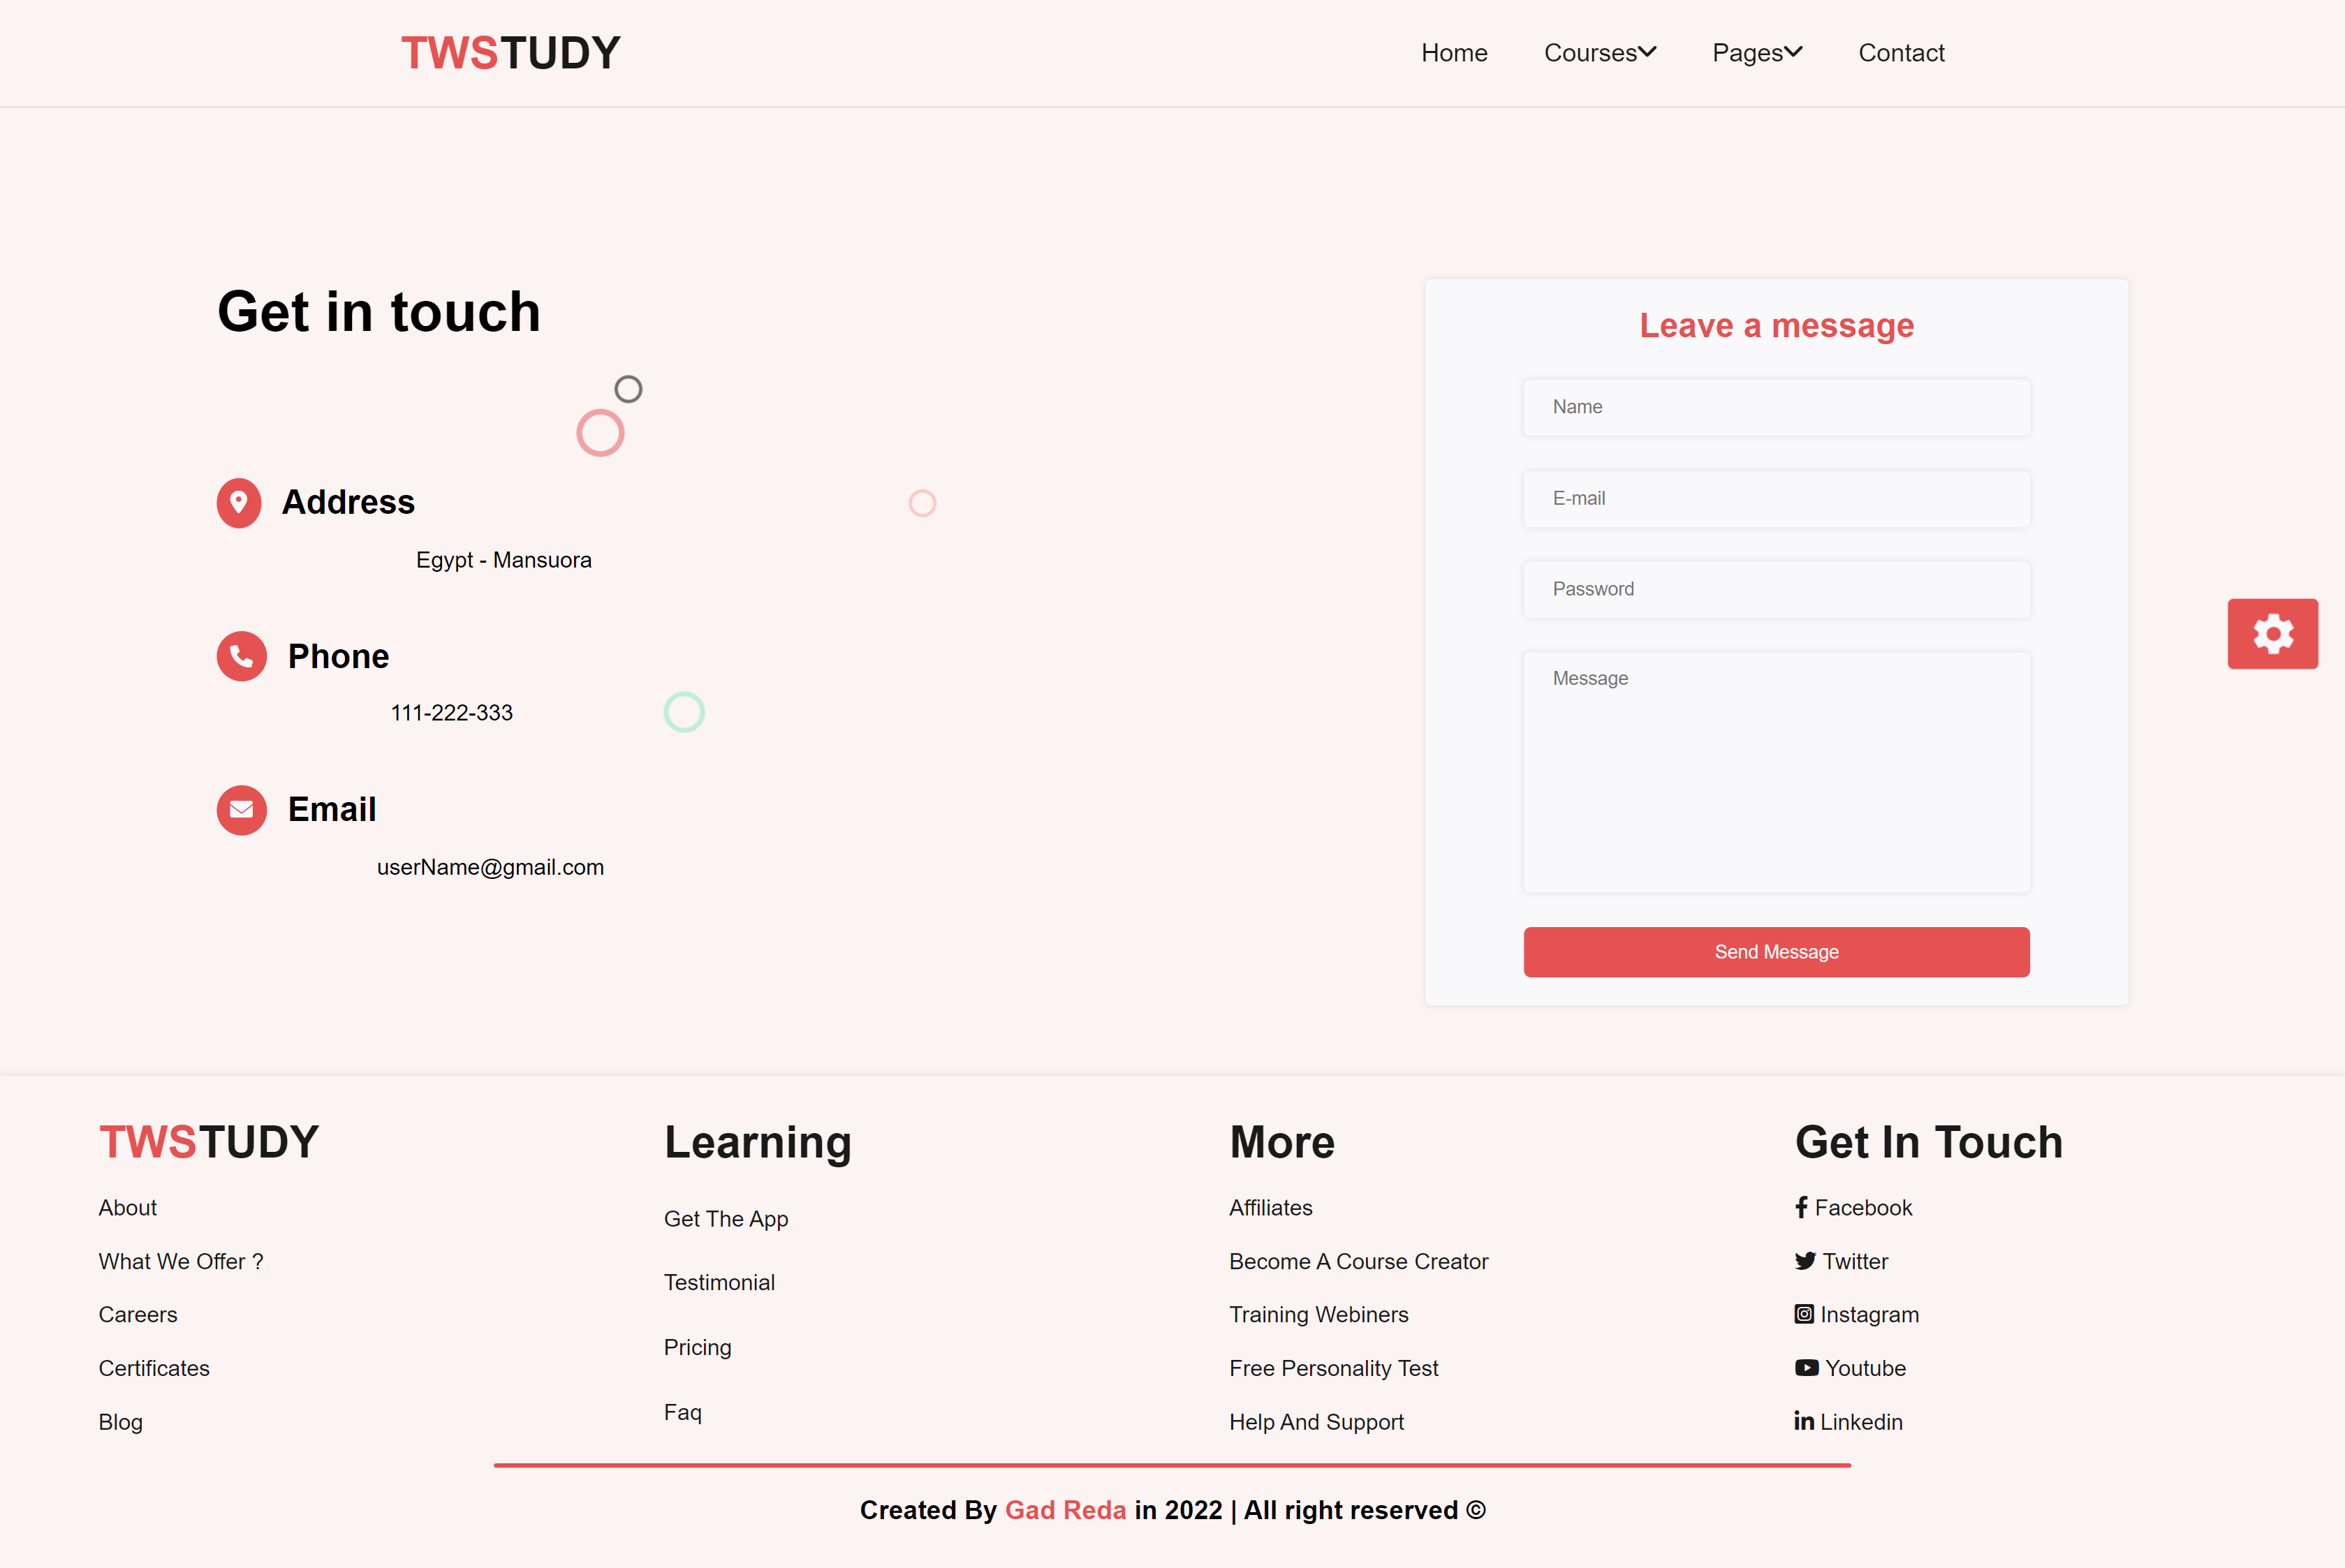 TWSTUDY
Home Courses Pages Contact
Get in touch
Address
Egypt - Mansuora
Phone
111-222-333
Email
userName@gmail.com
Leave a message
Name
E-mail
Password
Message
Send Message
TWSTUDY
About
What We Offer ?
Careers
Certificates
Blog
Learning
Get The App
Testimonial
Pricing
Faq
More
Affiliates
Become A Course Creator
Training Webiners
Free Personality Test
Help And Support
Get In Touch
Facebook
Twitter
Instagram
Youtube
Linkedin
Created By Gad Reda in 2022 | All right reserved ©